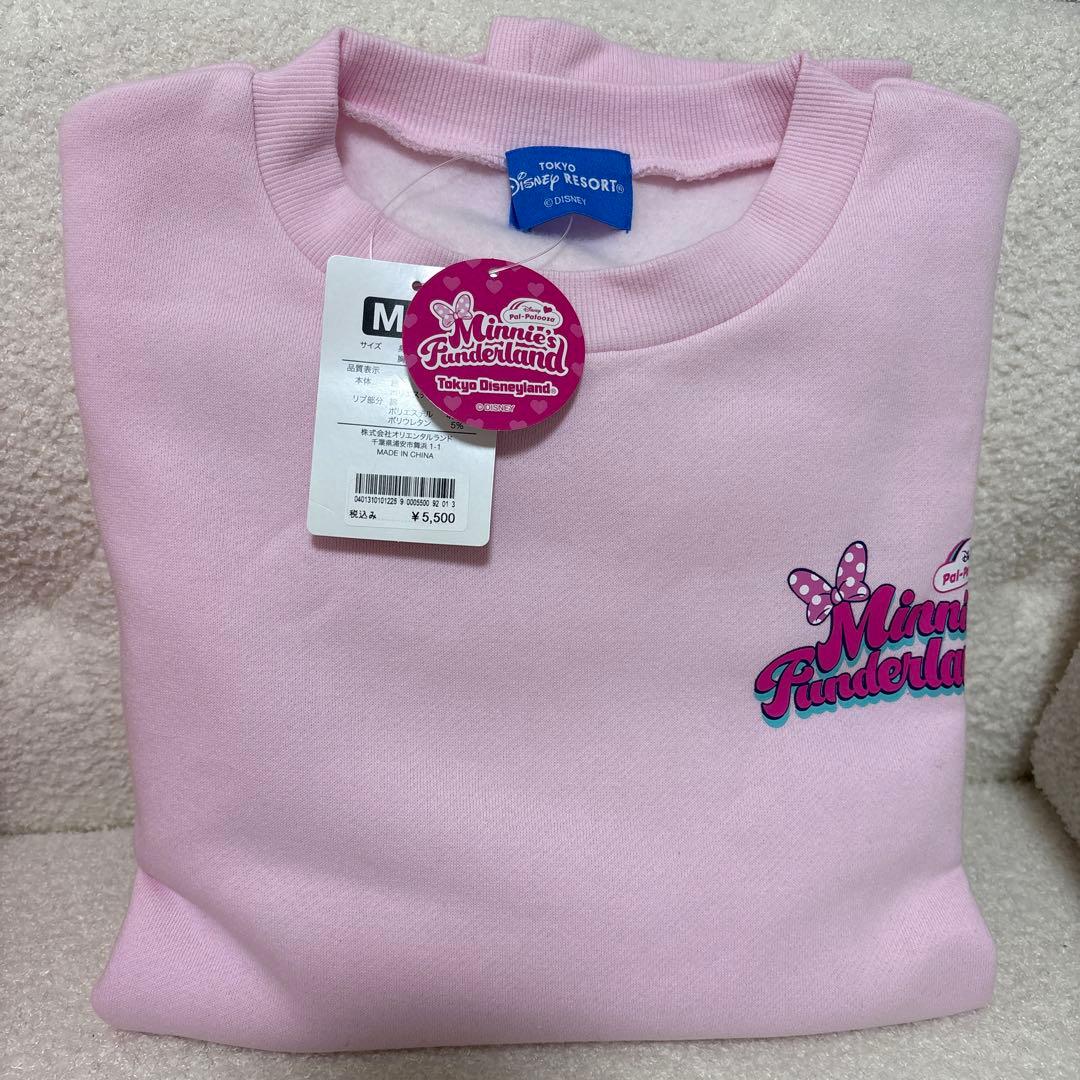 TOKYO
Disney RESORT®
© DISNEY
M
サイズ
品質表示
本体
リブ部分
ポリエステル
ポリウレタン 5%
株式会社オリエンタルランド
千葉県浦安市舞浜 1-1
MADE IN CHINA
0401310101225 9 0005500 92 01 3
税込み ¥5,500
Disney
Pal-Palooza
Minnie's
Funderland
Tokyo Disneyland®
© DISNEY
Minni
Funderla